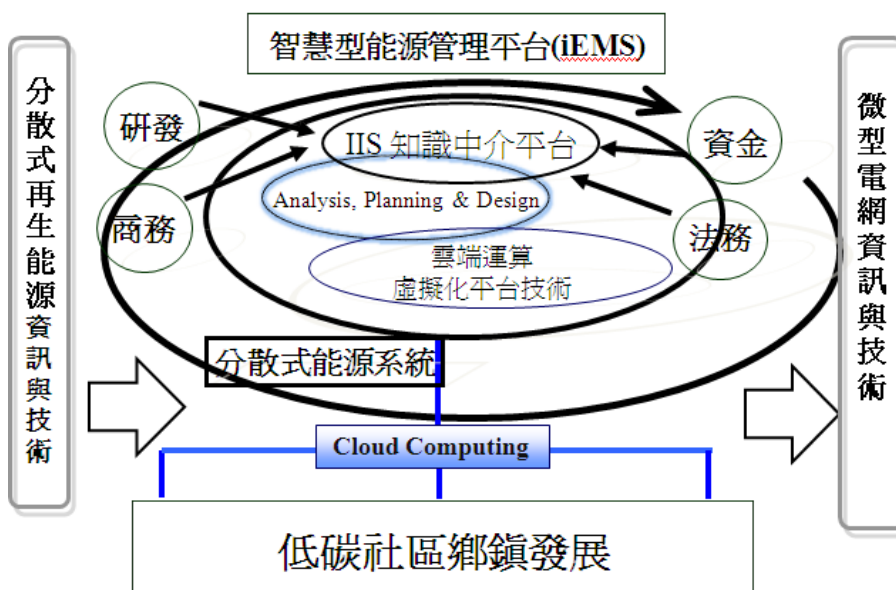 智慧型能源管理平台(iEMS)
分散式再生能源資訊與技術
研發
商務
IIS 知識中介平台
Analysis, Planning & Design
雲端運算
虛擬化平台技術
資金
法務
微型電網資訊與技術
分散式能源系統
Cloud Computing
低碳社區鄉鎮發展